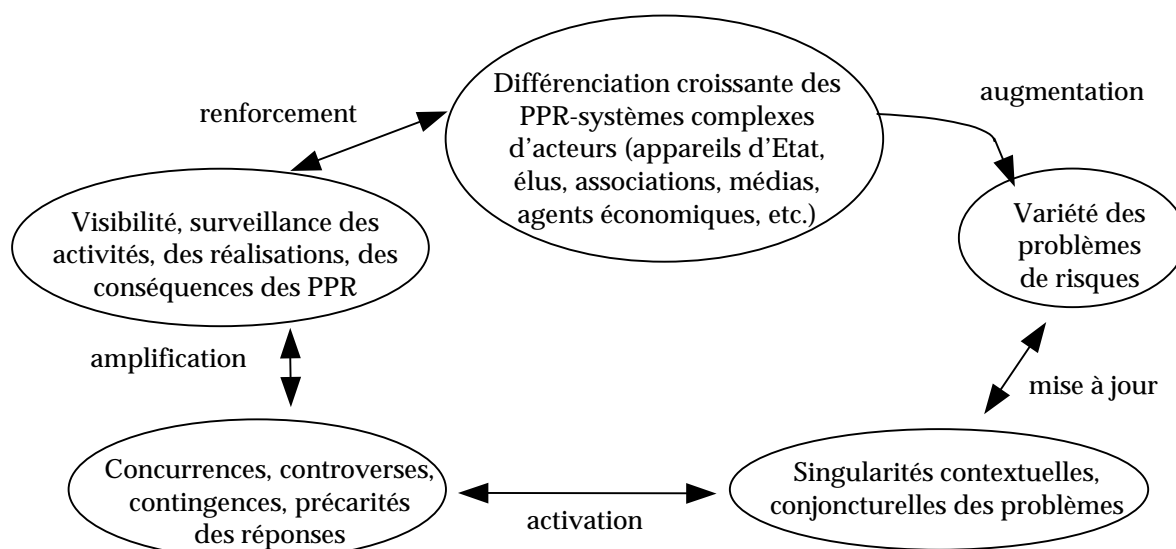 Différenciation croissante des
PPR-systèmes complexes
d'acteurs (appareils d'Etat,
élus, associations, médias,
agents économiques, etc.)
augmentation
Variété des
problèmes
de risques
mise à jour
Singularités contextuelles,
conjoncturelles des problèmes
activation
Concurrences, controverses,
contingences, précarités
des réponses
amplification
Visibilité, surveillance des
activités, des réalisations, des
conséquences des PPR
renforcement